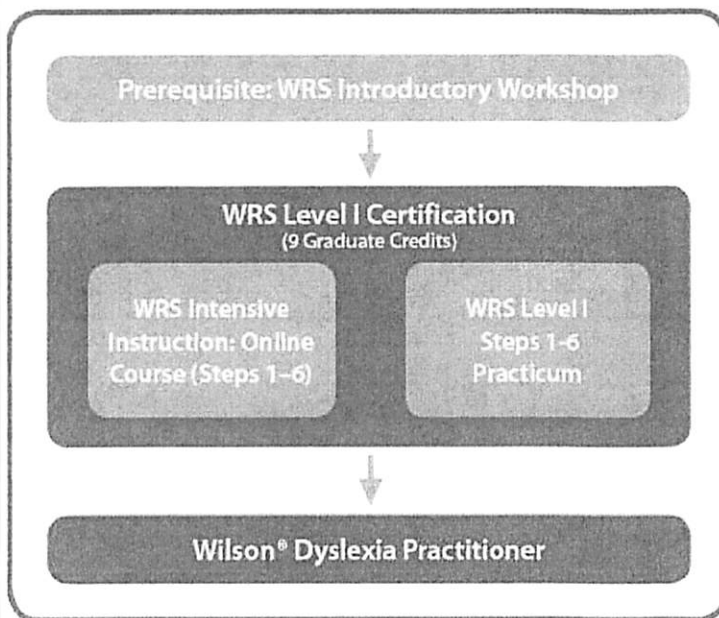 Prerequisite: WRS Introductory Workshop
WRS Level I Certification
(9 Graduate Credits)
WRS Intensive
Instruction: Online
Course (Steps 1–6)
WRS Level I
Steps 1-6
Practicum
Wilson® Dyslexia Practitioner